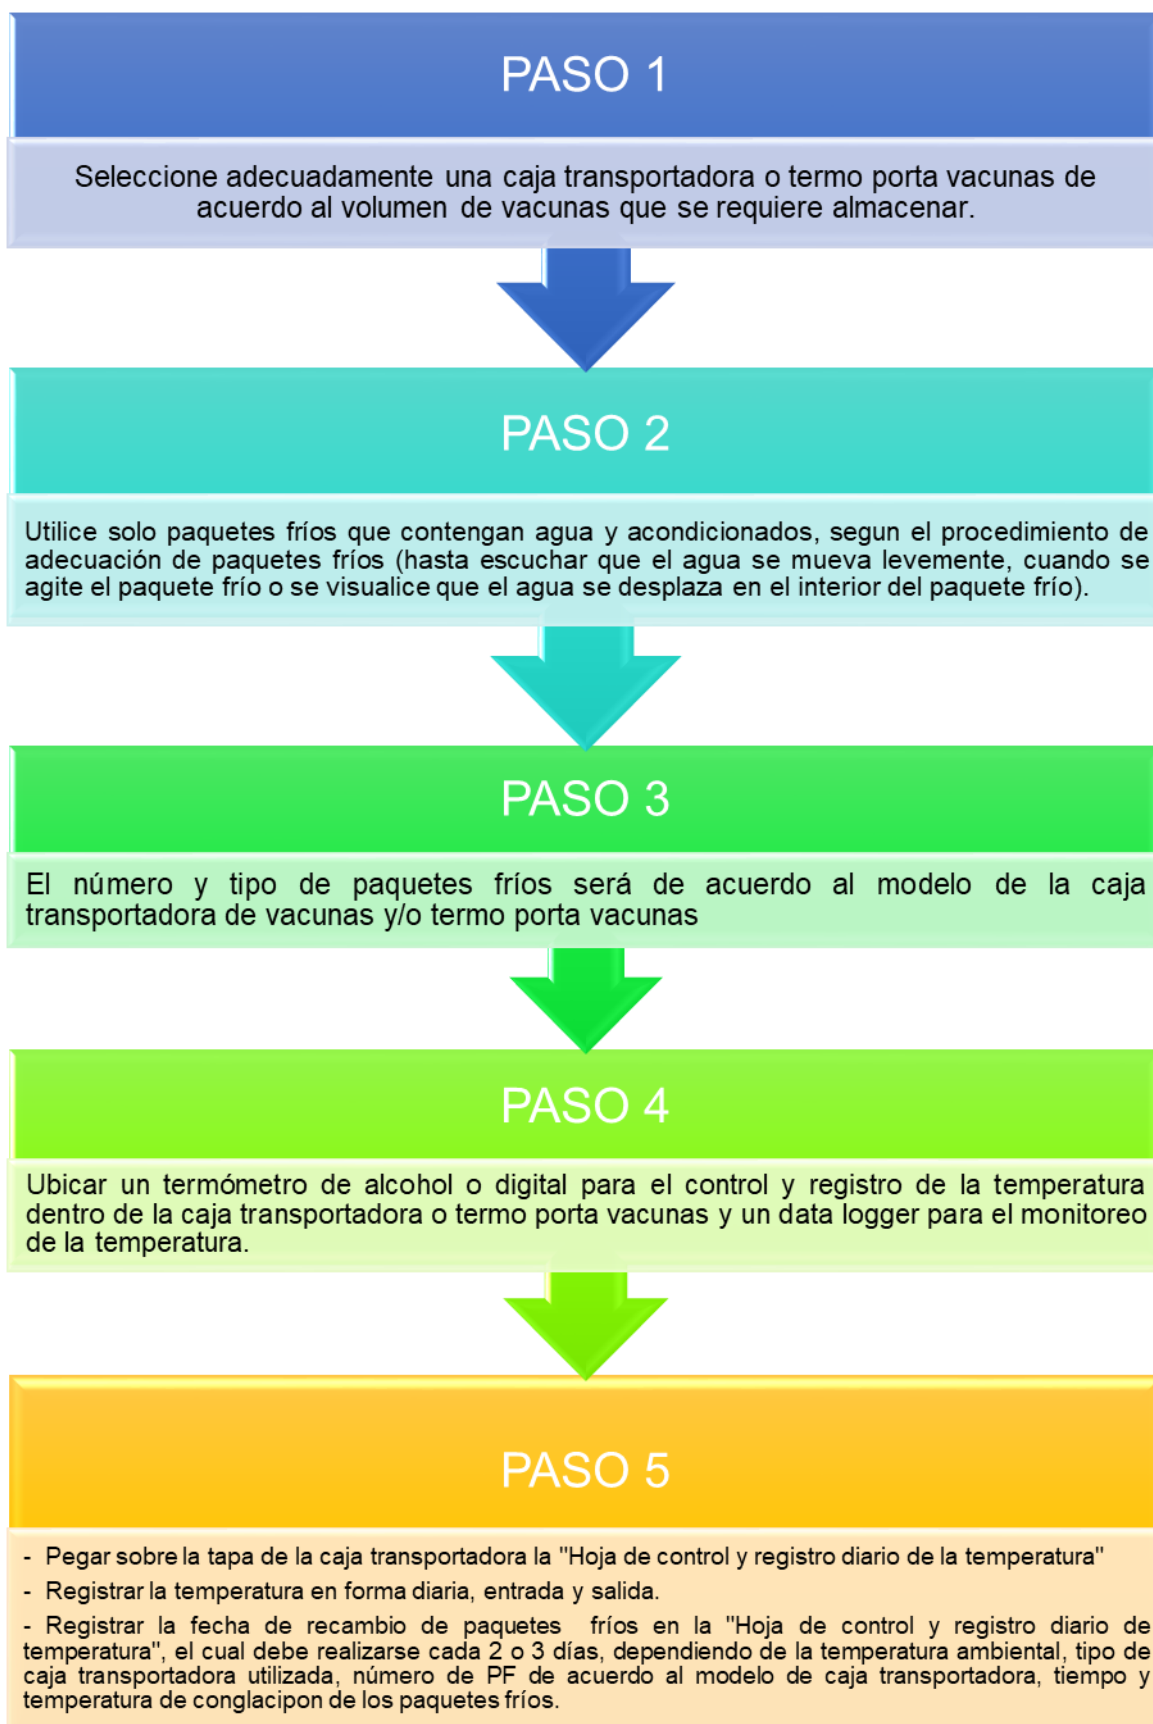 PASO 1
Seleccione adecuadamente una caja transportadora o termo porta vacunas de
acuerdo al volumen de vacunas que se requiere almacenar.
PASO 2
Utilice solo paquetes fríos que contengan agua y acondicionados, segun el procedimiento de
adecuación de paquetes fríos (hasta escuchar que el agua se mueva levemente, cuando se
agite el paquete frío o se visualice que el agua se desplaza en el interior del paquete frío).
PASO 3
El número y tipo de paquetes fríos será de acuerdo al modelo de la caja
transportadora de vacunas y/o termo porta vacunas
PASO 4
Ubicar un termómetro de alcohol o digital para el control y registro de la temperatura
dentro de la caja transportadora o termo porta vacunas y un data logger para el monitoreo
de la temperatura.
PASO 5
- Pegar sobre la tapa de la caja transportadora la "Hoja de control y registro diario de la temperatura"
- Registrar la temperatura en forma diaria, entrada y salida.
- Registrar la fecha de recambio de paquetes fríos en la "Hoja de control y registro diario de
temperatura", el cual debe realizarse cada 2 o 3 días, dependiendo de la temperatura ambiental, tipo de
caja transportadora utilizada, número de PF de acuerdo al modelo de caja transportadora, tiempo y
temperatura de conglacipon de los paquetes fríos.